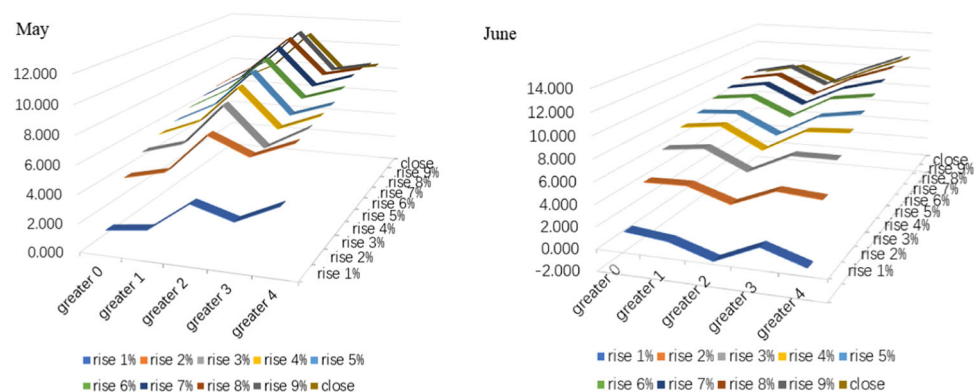 May
12.000
10.000
8.000
6.000
4.000
2.000
0.000
greater 0
greater 1
greater 2
greater 3
greater 4
close
rise 9%
rise 8%
rise 7%
rise 6%
rise 5%
rise 4%
rise 3%
rise 2%
rise 1%
rise 1% rise 2% rise 3% rise 4% rise 5%
rise 6% rise 7% rise 8% rise 9% close
June
14.000
12.000
10.000
8.000
6.000
4.000
2.000
0.000
-2.000
greater 0
greater 1
greater 2
greater 3
greater 4
close
rise 9%
rise 8%
rise 7%
rise 6%
rise 5%
rise 4%
rise 3%
rise 2%
rise 1%
rise 1% rise 2% rise 3% rise 4% rise 5%
rise 6% rise 7% rise 8% rise 9% close